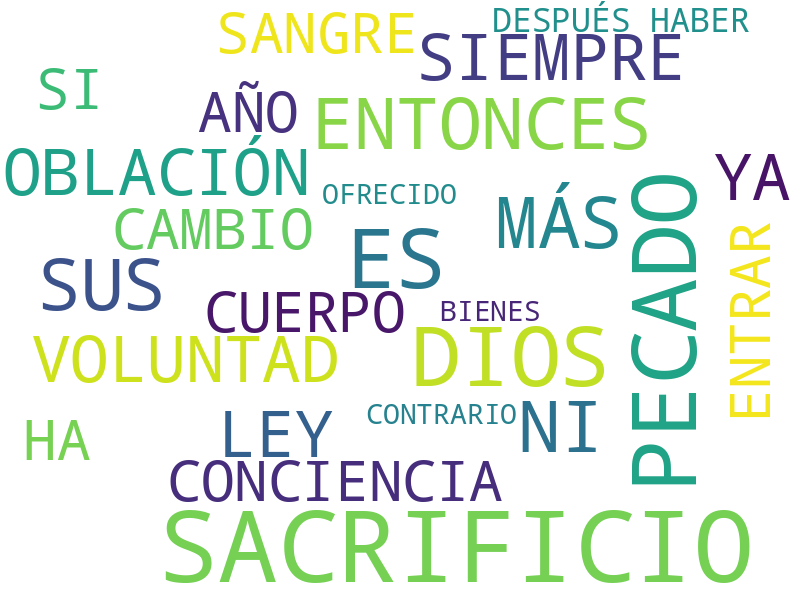 DESPUÉS HABER
SANGRE
SIEMPRE
SI
AÑO
ENTONCES
OBLACIÓN
YA
OFRECIDO
MÁS
CAMBIO
ES
PECADO
ENTRAR
SUS
CUERPO
BIENES
VOLUNTAD
DIOS
CONTRARIO
NI
HA
LEY
CONCIENCIA
SACRIFICIO